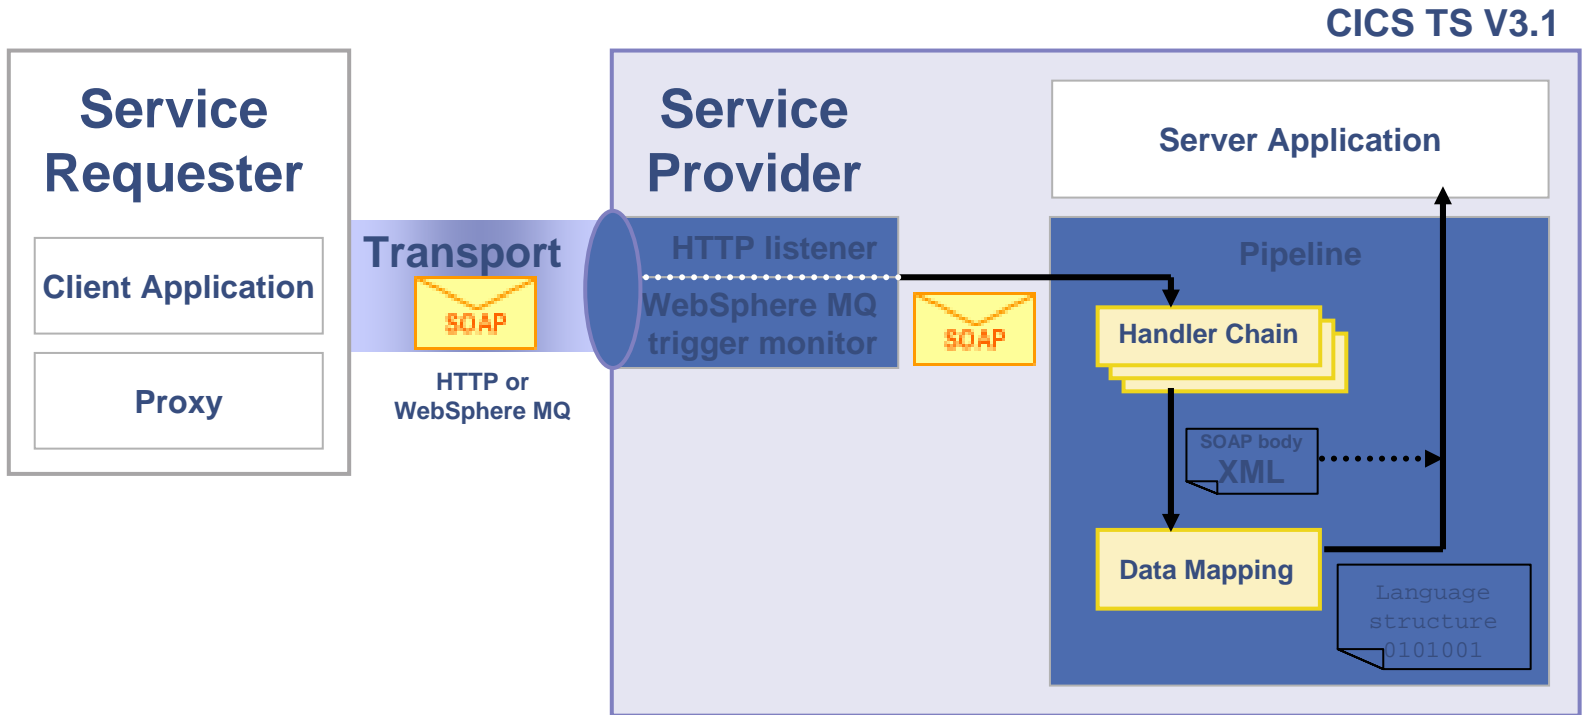 CICS TS V3.1
Service
Requester
Client Application
Proxy
Transport
SOAP
HTTP or
WebSphere MQ
Service
Provider
HTTP listener
WebSphere MQ
trigger monitor
SOAP
Server Application
Pipeline
Handler Chain
SOAP body
XML
Data Mapping
Language
structure
0101001